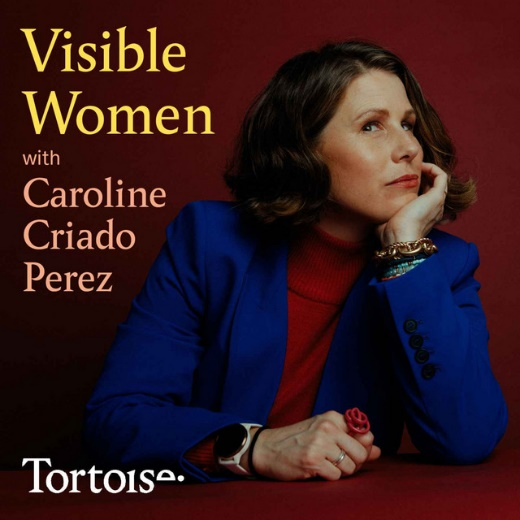 Visible
Women
with
Caroline
Criado
Perez
Tortoise.